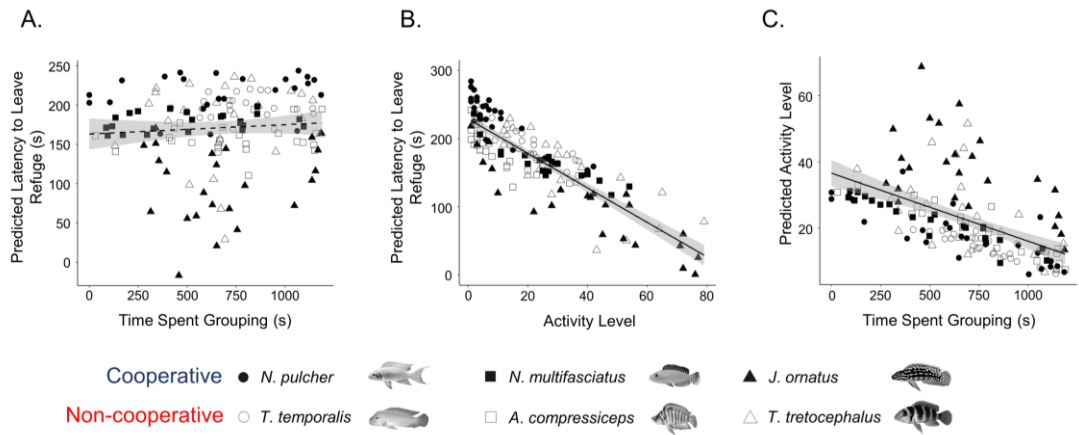 A.
B.
C.
Predicted Latency to Leave
Refuge (s)
250
200
150
100
50
0
0 250 500 750 1000
Time Spent Grouping (s)
Predicted Latency to Leave
Refuge (s)
300
200
100
0
0 20 40 60 80
Activity Level
Predicted Activity Level
60
40
20
0 250 500 750 1000
Time Spent Grouping (s)
Cooperative N. pulcher N. multifasciatus J. ornatus
Non-cooperative T. temporalis A. compressiceps T. tretocephalus